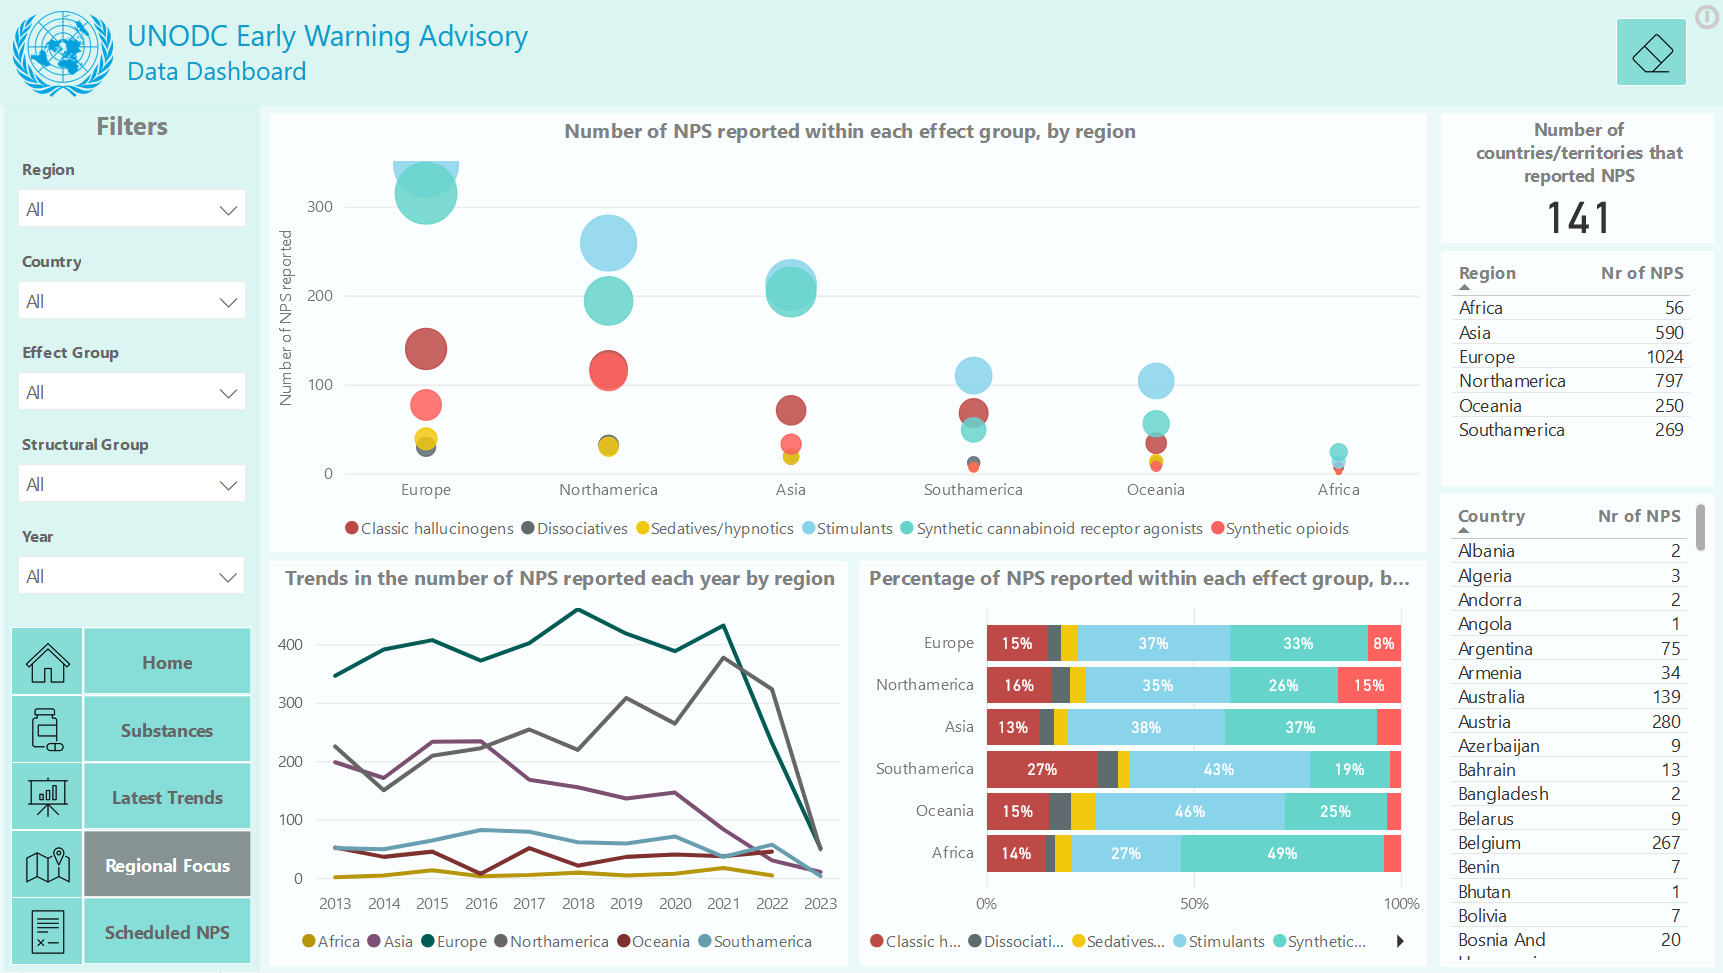 UNODC Early Warning Advisory
Data Dashboard
Filters
Region
All
Country
All
Effect Group
All
Structural Group
All
Year
All
Home
Substances
Latest Trends
Regional Focus
Scheduled NPS
Number of NPS reported within each effect group, by region
Number of NPS reported
300
200
100
0
Europe Northamerica Asia Southamerica Oceania Africa
Classic hallucinogens Dissociatives Sedatives/hypnotics Stimulants Synthetic cannabinoid receptor agonists Synthetic opioids
Trends in the number of NPS reported each year by region
400
300
200
100
0
2013 2014 2015 2016 2017 2018 2019 2020 2021 2022 2023
Africa Asia Europe Northamerica Oceania Southamerica
Percentage of NPS reported within each effect group, b...
Europe 15% 37% 33% 8%
Northamerica 16% 35% 26% 15%
Asia 13% 38% 37%
Southamerica 27% 43% 19%
Oceania 15% 46% 25%
Africa 14% 27% 49%
0% 50% 100%
Classic h... Dissociati... Sedatives... Stimulants Synthetic...
Number of
countries/territories that
reported NPS
141
Region Nr of NPS
Africa 56
Asia 590
Europe 1024
Northamerica 797
Oceania 250
Southamerica 269
Country Nr of NPS
Albania 2
Algeria 3
Andorra 2
Angola 1
Argentina 75
Armenia 34
Australia 139
Austria 280
Azerbaijan 9
Bahrain 13
Bangladesh 2
Belarus 9
Belgium 267
Benin 7
Bhutan 1
Bolivia 7
Bosnia And 20